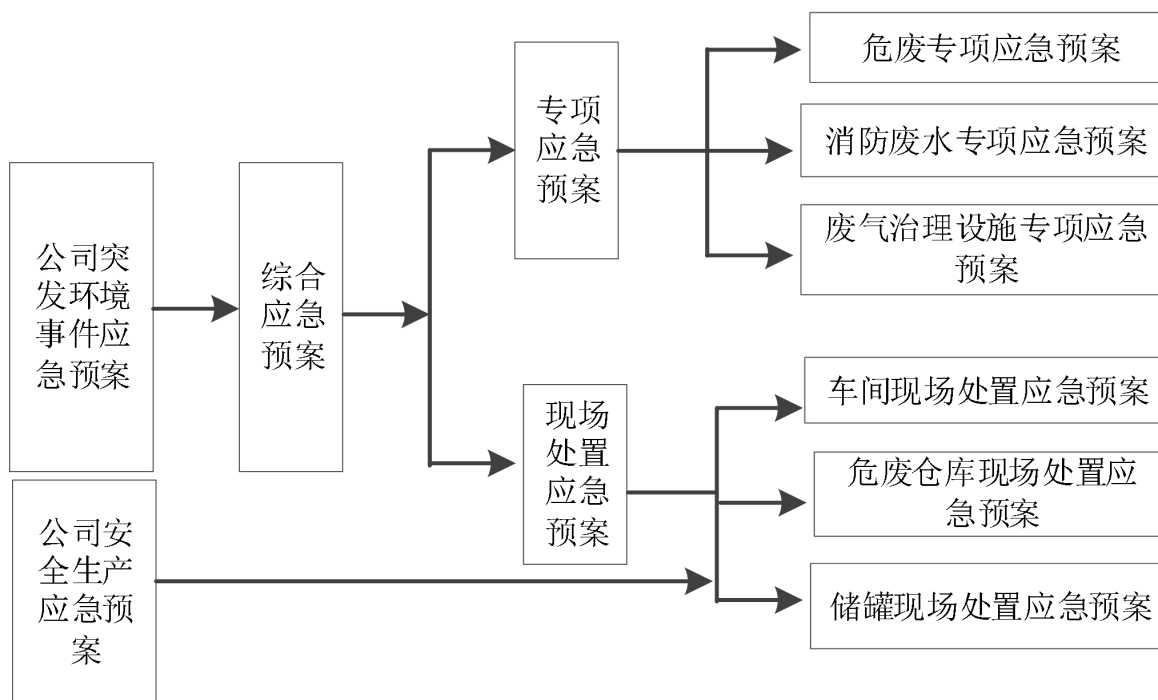 公司突
发环境
事件应
急预案
综合
应急
预案
专项
应急
预案
危废专项应急预案
消防废水专项应急预案
废气治理设施专项应急
预案
现场
处置
应急
预案
车间现场处置应急预案
危废仓库现场处置应
急预案
储罐现场处置应急预案
公司安
全生产
应急预
案